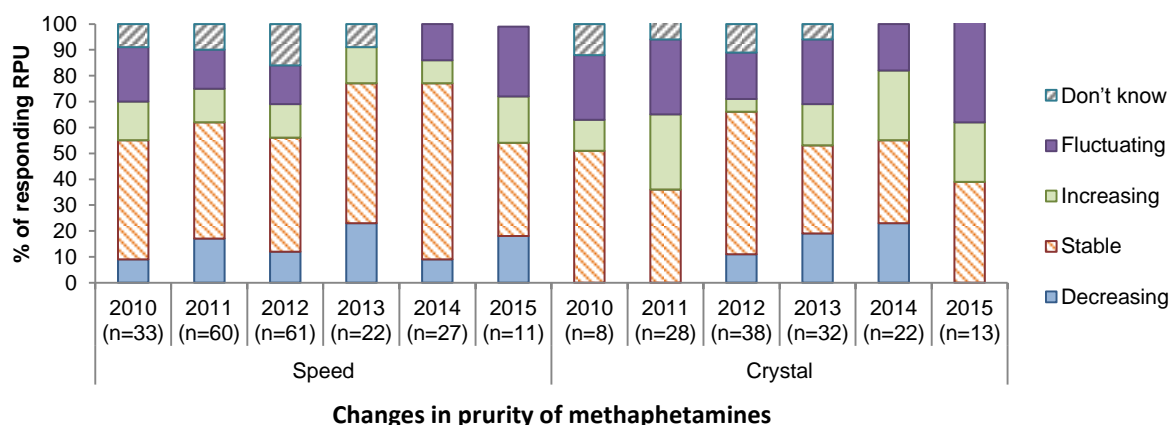 % of responding RPU
100
90
80
70
60
50
40
30
20
10
0
2010 2011 2012 2013 2014 2015 2010 2011 2012 2013 2014 2015
(n=33) (n=60) (n=61) (n=22) (n=27) (n=11) (n=8) (n=28) (n=38) (n=32) (n=22) (n=13)
Speed Crystal
Changes in prurity of methaphetamines
Don't know
Fluctuating
Increasing
Stable
Decreasing